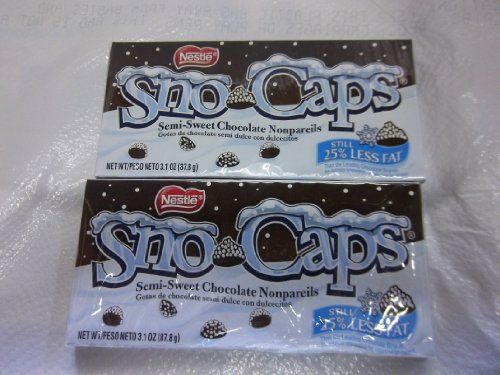 Nestlé®
Sno Caps
Semi-Sweet Chocolate Nonpareils
Gotas de chocolate semi dulce con dulcecitos
STILL
25% LESS FAT
NET WT/PESO NETO 3.1 OZ (87.8 g)
Nestlé®
Sno Caps®
Semi-Sweet Chocolate Nonpareils
Gotas de chocolate semi dulce con dulcecitos
STILL
25% LESS FAT
NET WT/PESO NETO 3.1 OZ (87.8 g)